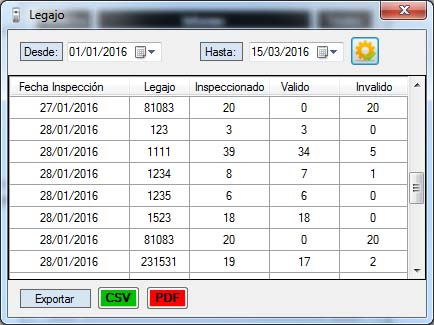 Legajo
Desde: 01/01/2016 Hasta: 15/03/2016
Fecha Inspección Legajo Inspeccionado Valido Invalido
27/01/2016 81083 20 0 20
28/01/2016 123 3 3 0
28/01/2016 1111 39 34 5
28/01/2016 1234 8 7 1
28/01/2016 1235 6 6 0
28/01/2016 1523 18 18 0
28/01/2016 81083 20 0 20
28/01/2016 231531 19 17 2
Exportar CSV PDF